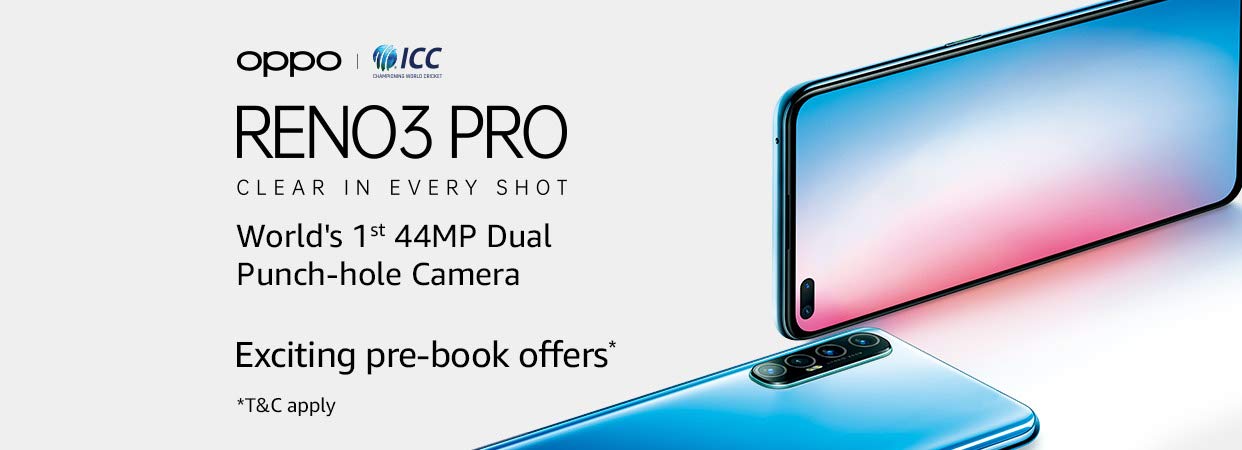 oppo | ICC
CHAMPIONING WORLD CRICKET
RENO3 PRO
CLEAR IN EVERY SHOT
World's 1st 44MP Dual
Punch-hole Camera
Exciting pre-book offers*
*T&C apply